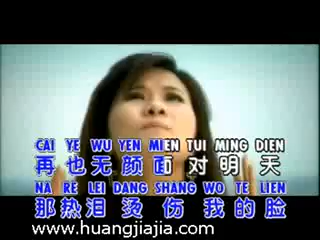 CAI YE WU YEN MIEN TUI MING DIEN
再也无颜面对明天
NA RE LEI DANG SHANG WO TE LIEN
那热泪烫伤我的脸
www.huangjiajia.com